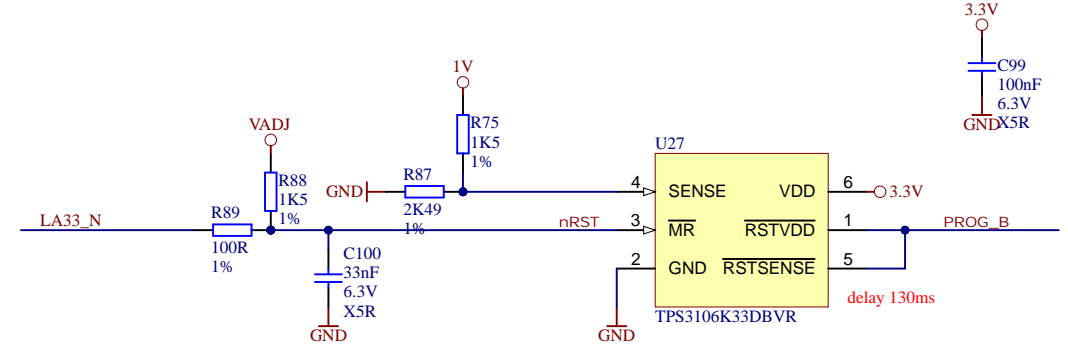 3.3V
C99
100nF
6.3V
X5R
GND
1V
R75
1K5
1%
VADJ
R88
1K5
1%
GND
R87
2K49
1%
LA33_N
R89
100R
1%
C100
33nF
6.3V
X5R
GND
nRST
U27
4 SENSE VDD 6 3.3V
3 MR RSTVDD 1 PROG_B
2 GND RSTSENSE 5
delay 130ms
TPS3106K33DBVR
GND